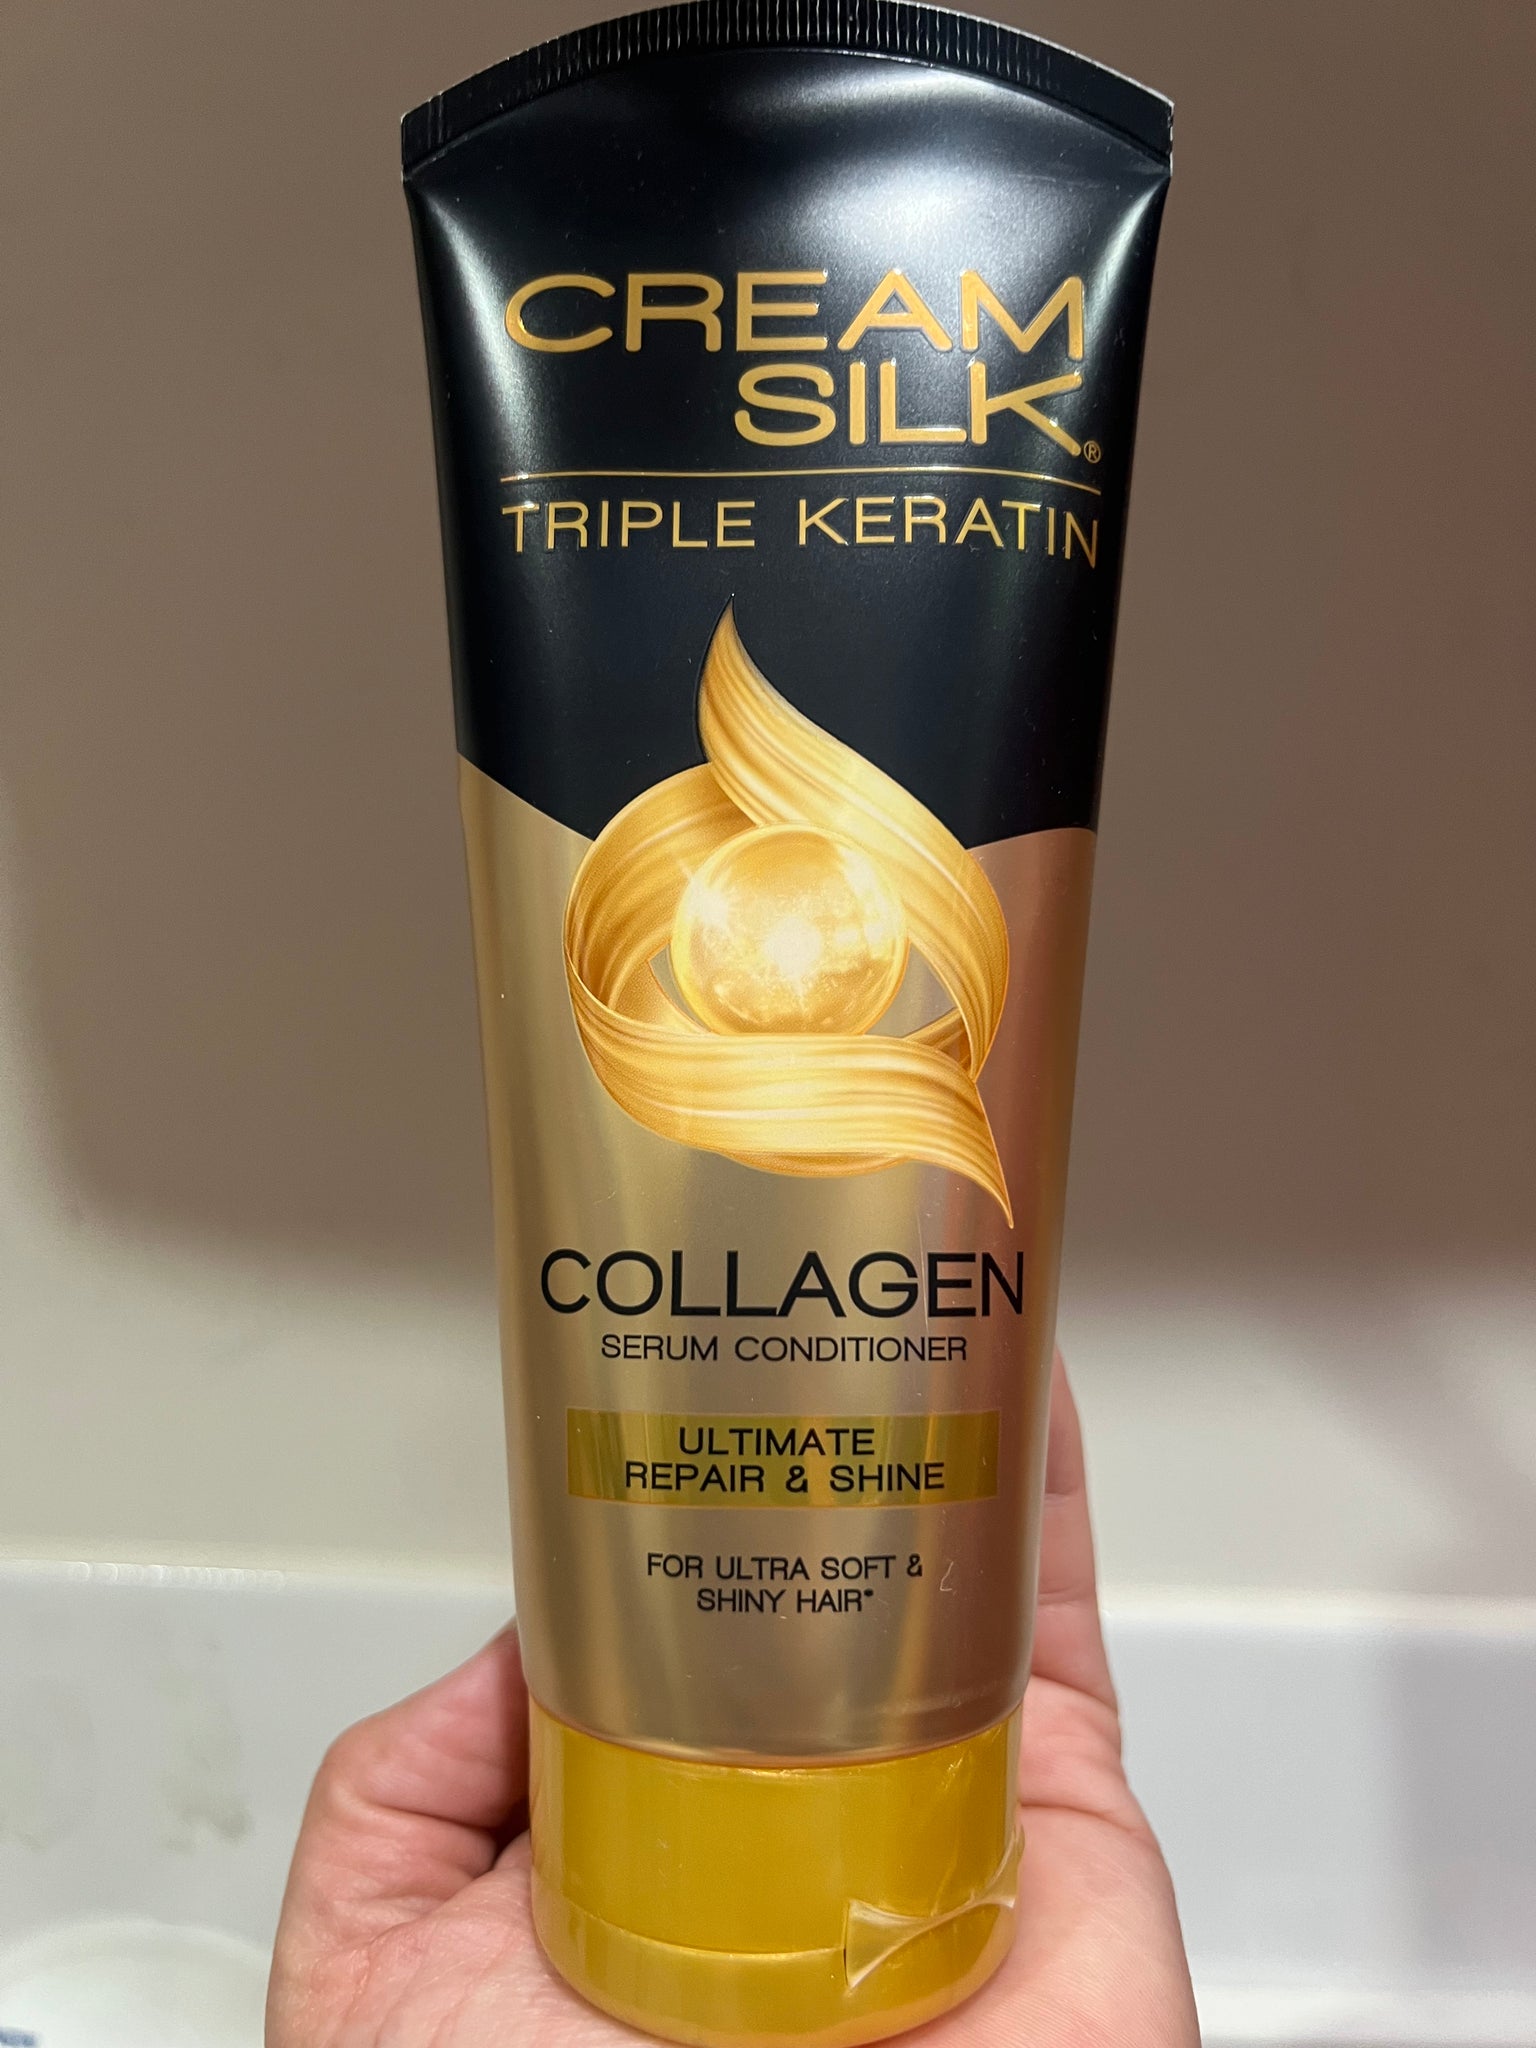 CREAM
SILK®
TRIPLE KERATIN
COLLAGEN
SERUM CONDITIONER
ULTIMATE
REPAIR & SHINE
FOR ULTRA SOFT &
SHINY HAIR*